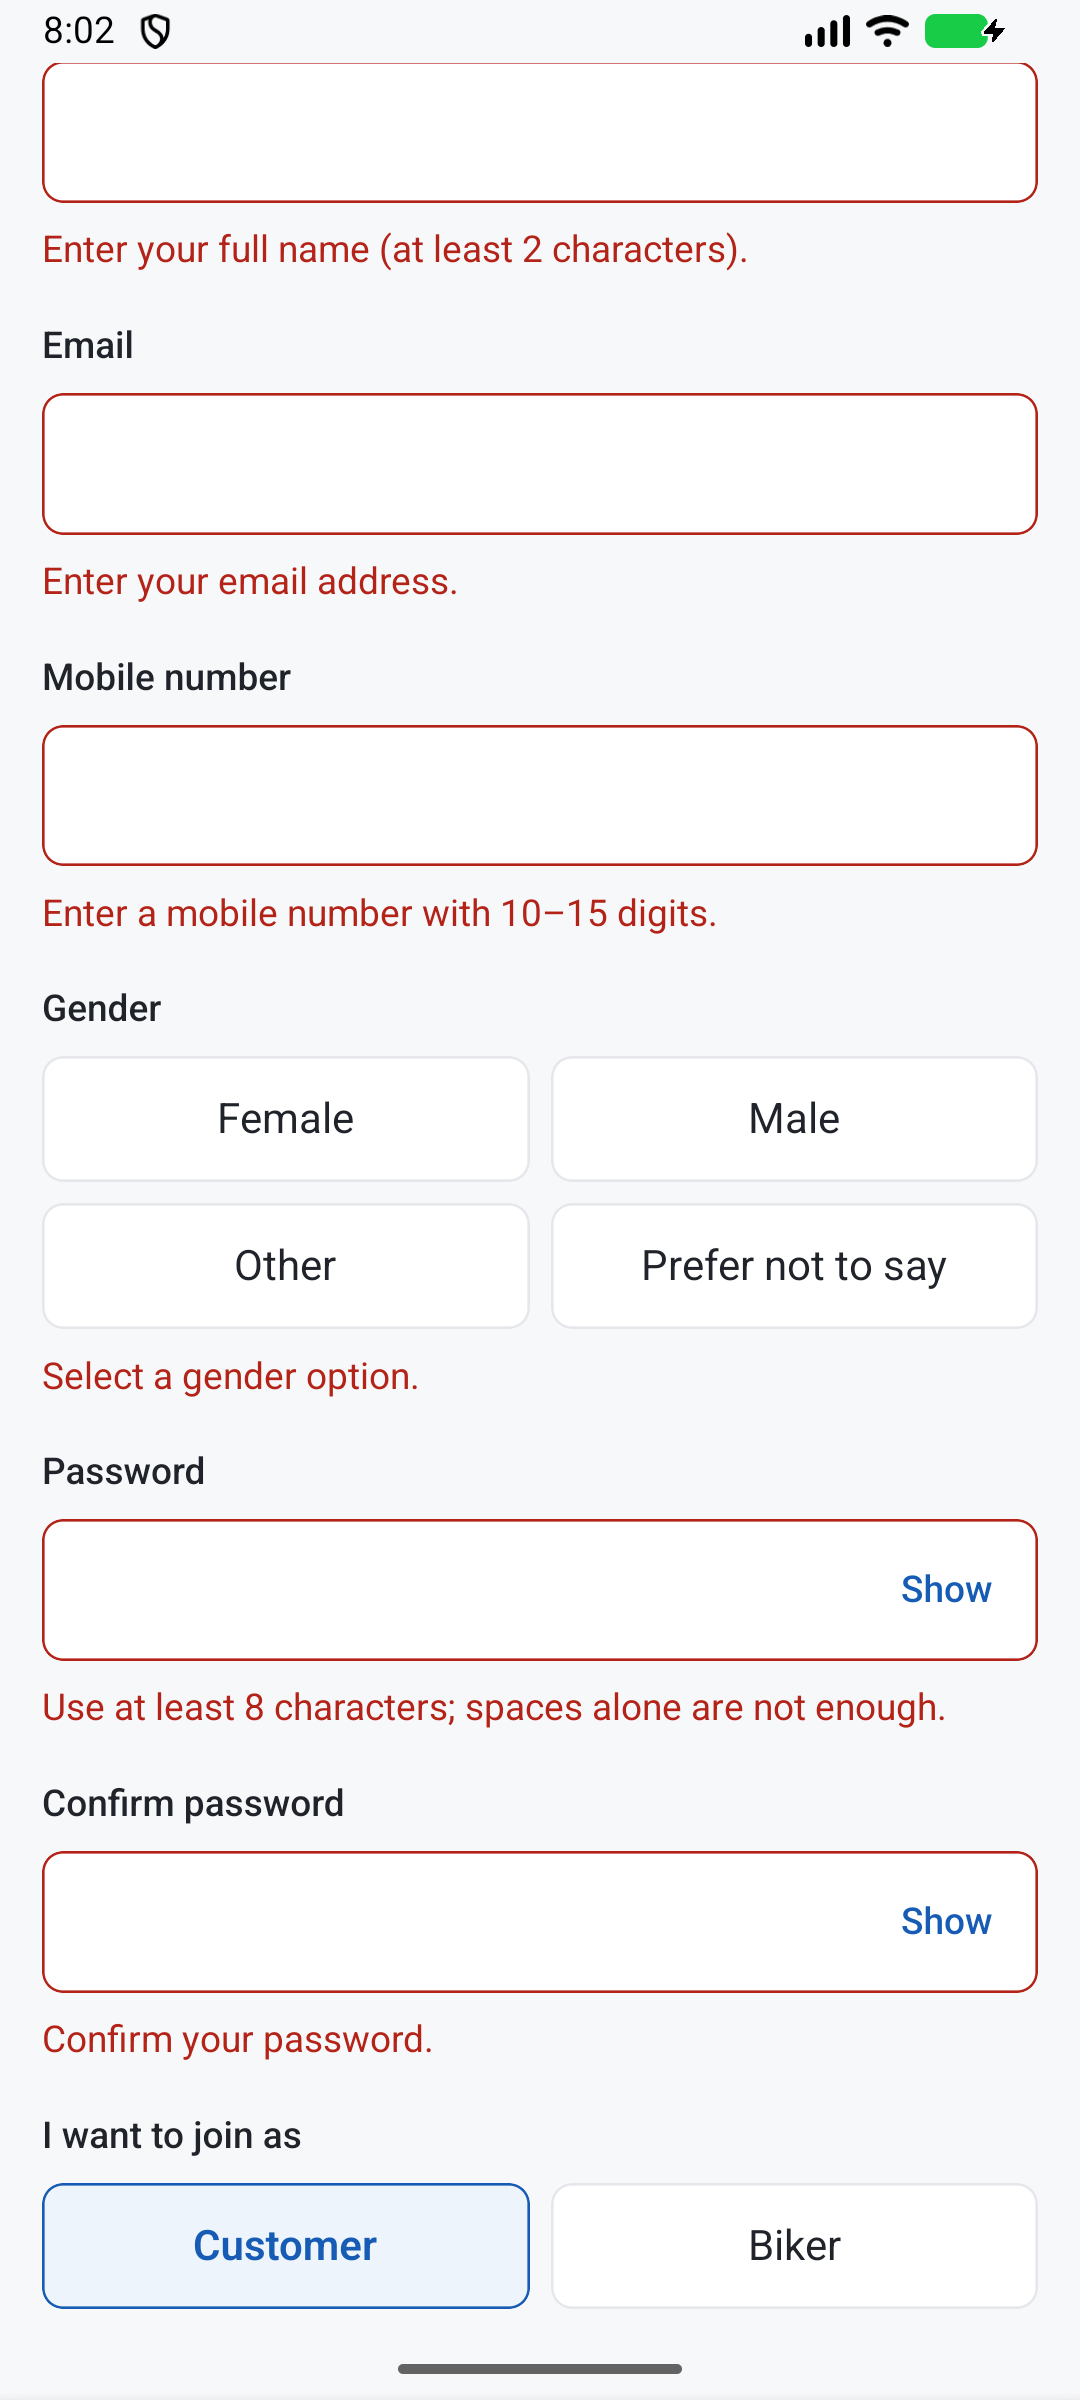 8:02
Enter your full name (at least 2 characters).
Email
Enter your email address.
Mobile number
Enter a mobile number with 10–15 digits.
Gender
Female
Male
Other
Prefer not to say
Select a gender option.
Password
Show
Use at least 8 characters; spaces alone are not enough.
Confirm password
Show
Confirm your password.
I want to join as
Customer
Biker